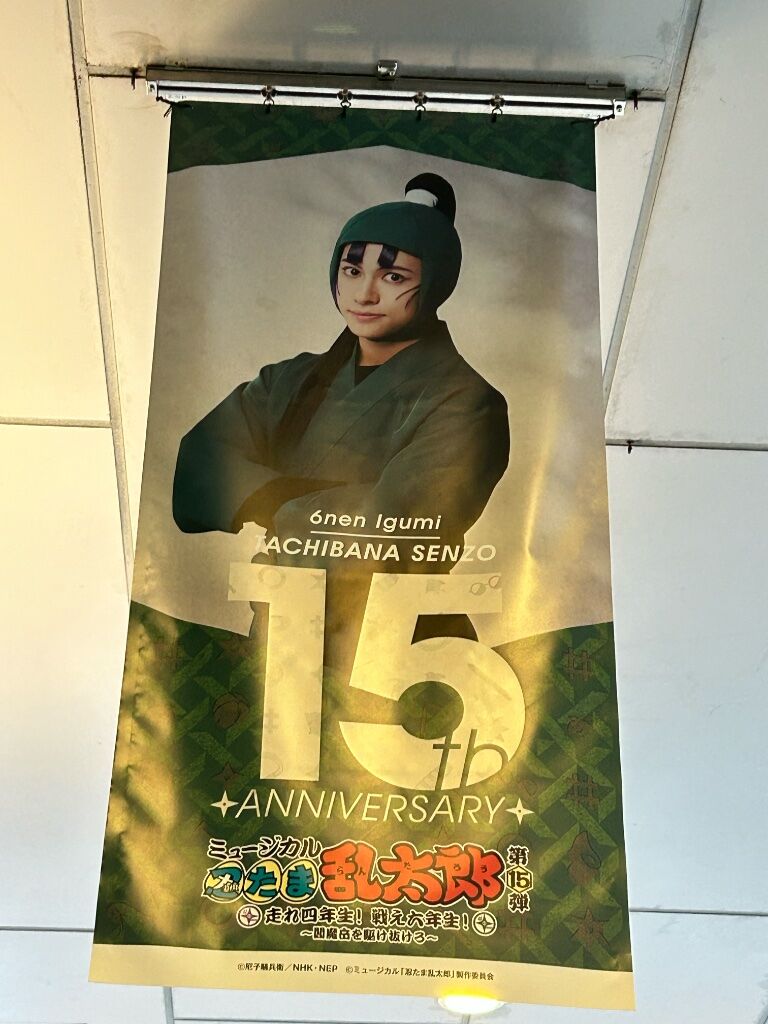 6nen Igumi
TACHIBANA SENZO
15th
ANNIVERSARY
ミュージカル
忍たま乱太郎 第15弾
走れ四年生！戦え六年生！
～閻魔岳を駆け抜けろ～
©尼子騒兵衛／NHK・NEP ©ミュージカル「忍たま乱太郎」製作委員会